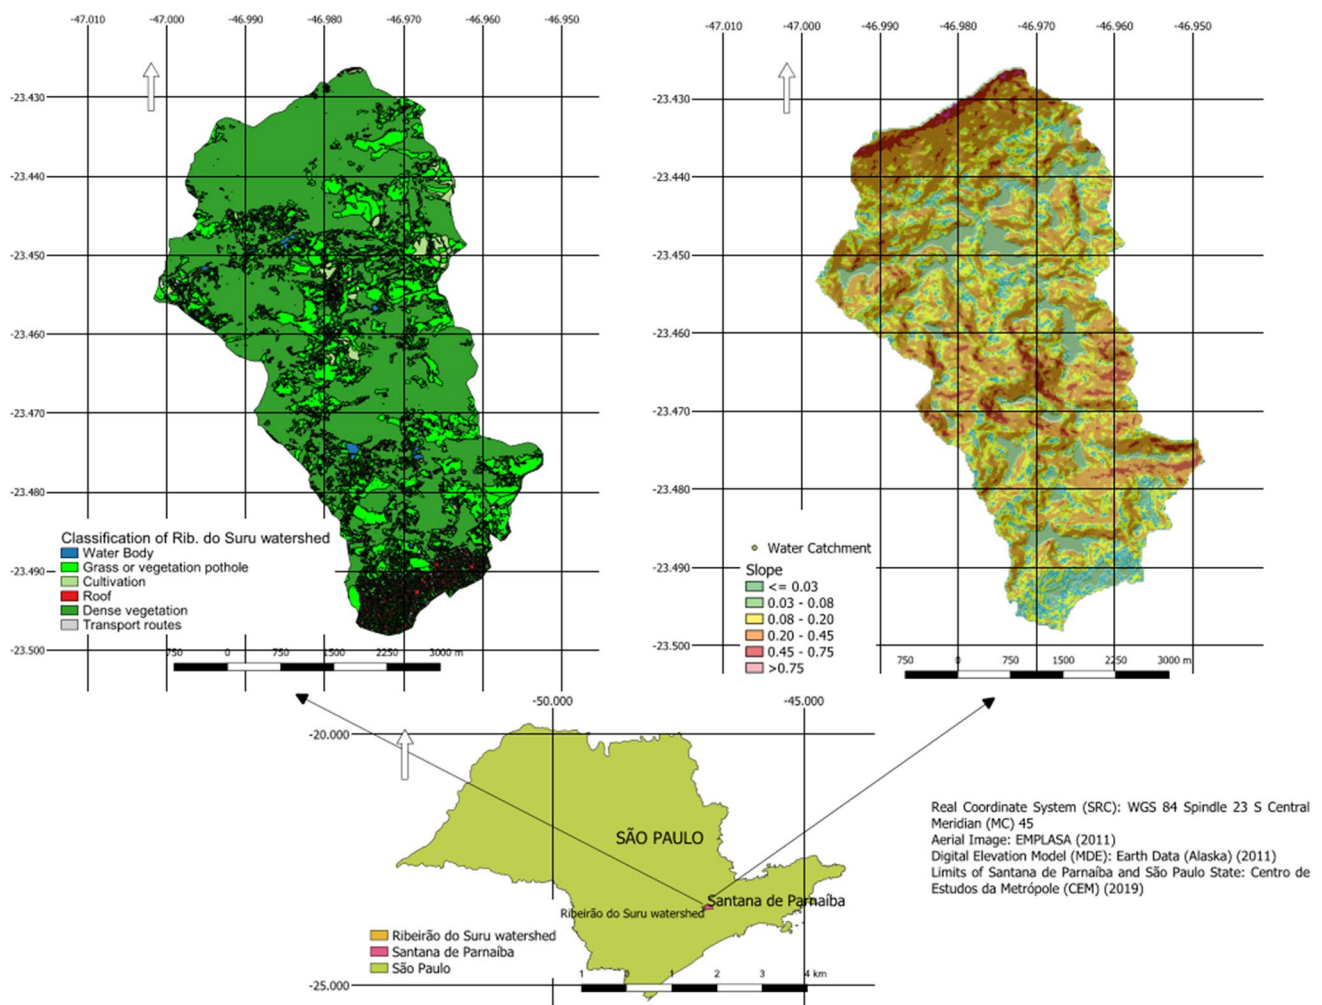 -47.010 -47.000 -46.990 -46.980 -46.970 -46.960 -46.950
-23.430
-23.440
-23.450
-23.460
-23.470
-23.480
-23.490
-23.500
Classification of Rib. do Suru watershed
Water Body
Grass or vegetation pothole
Cultivation
Roof
Dense vegetation
Transport routes
750 0 750 1500 2250 3000 m
-47.010 -47.000 -46.990 -46.980 -46.970 -46.960 -46.950
-23.430
-23.440
-23.450
-23.460
-23.470
-23.480
-23.490
-23.500
Water Catchment
Slope
<= 0.03
0.03 - 0.08
0.08 - 0.20
0.20 - 0.45
0.45 - 0.75
>0.75
750 0 750 1500 2250 3000 m
-50.000 -45.000
-20.000
-25.000
SÃO PAULO
Santana de Parnaíba
Ribeirão do Suru watershed
Ribeirão do Suru watershed
Santana de Parnaíba
São Paulo
1 0 1 2 3 4 km
Real Coordinate System (SRC): WGS 84 Spindle 23 S Central
Meridian (MC) 45
Aerial Image: EMPLASA (2011)
Digital Elevation Model (MDE): Earth Data (Alaska) (2011)
Limits of Santana de Parnaíba and São Paulo State: Centro de
Estudos da Metrópole (CEM) (2019)